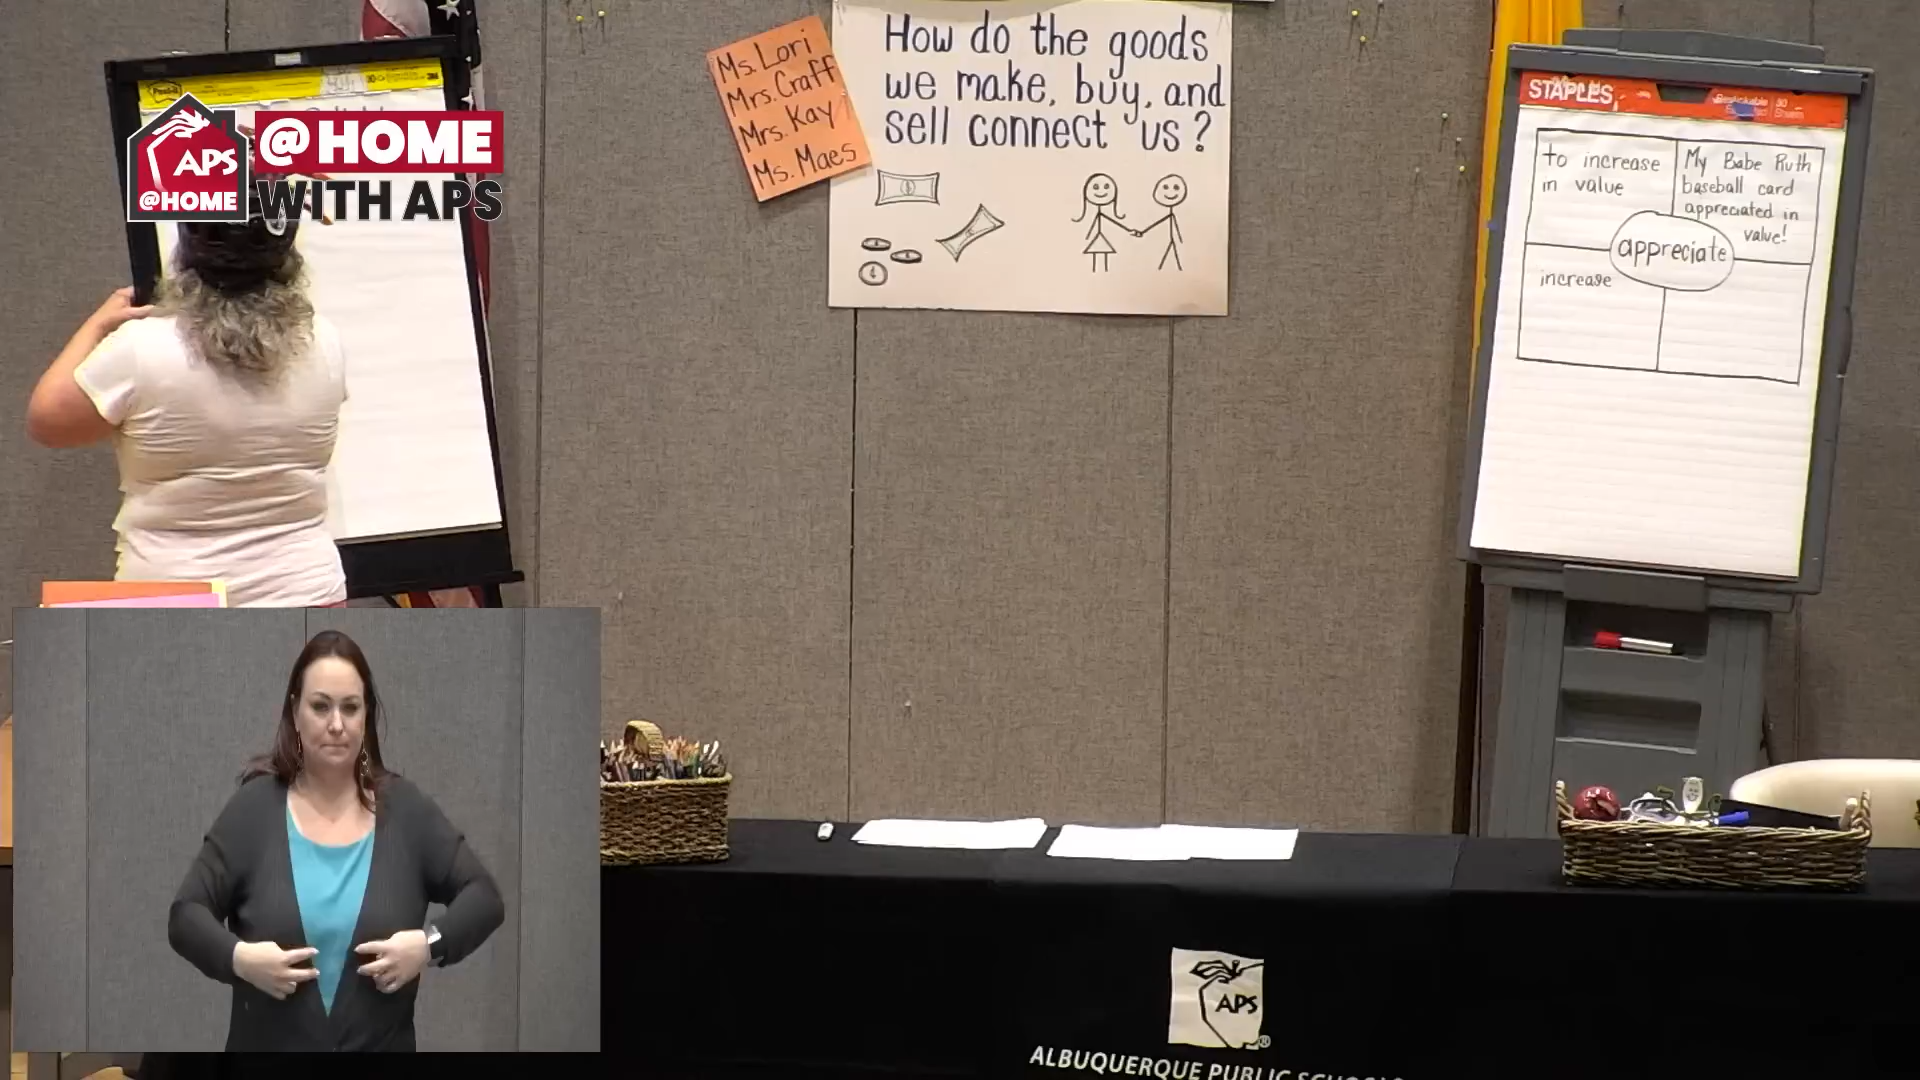 APS
@HOME
@HOME
WITH APS
Post-it
Ms. Lori
Mrs. Craff
Mrs. Kay
Ms. Maes
How do the goods
we make, buy, and
sell connect us?
STAPLES
to increase
in value
My Babe Ruth
baseball card
appreciated in
value!
appreciate
increase
APS
ALBUQUERQUE PUBLIC SCHOOLS